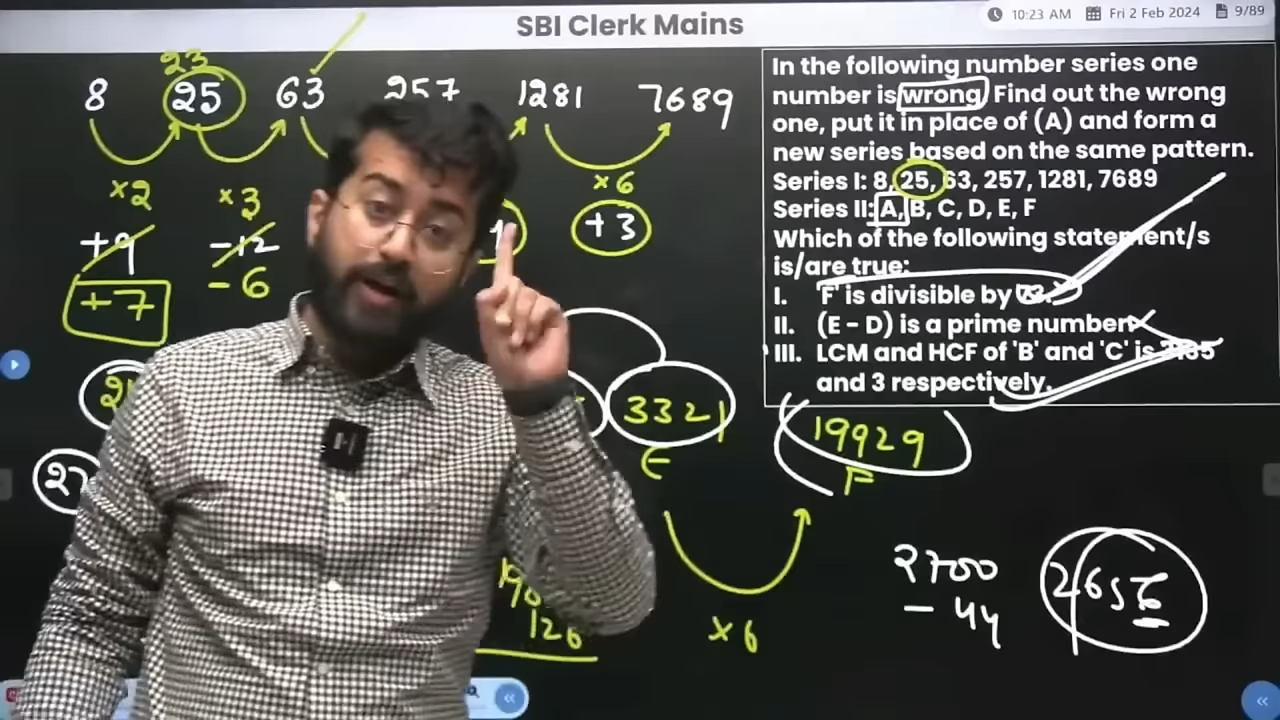 SBI Clerk Mains
10:23 AM Fri 2 Feb 2024 9/89
In the following number series one
number is wrong. Find out the wrong
one, put it in place of (A) and form a
new series based on the same pattern.
Series I: 8, 25, 63, 257, 1281, 7689
Series II: A, B, C, D, E, F
Which of the following statement/s
is/are true:
I. 'F' is divisible by
II. (E - D) is a prime number
III. LCM and HCF of 'B' and 'C' is
and 3 respectively.
23
8 25 63 257 1281 7689
×2 ×3 ×6
+9 -12 +3
+7 -6
3321 19929
E F
126
×6
2700 2656
- 44